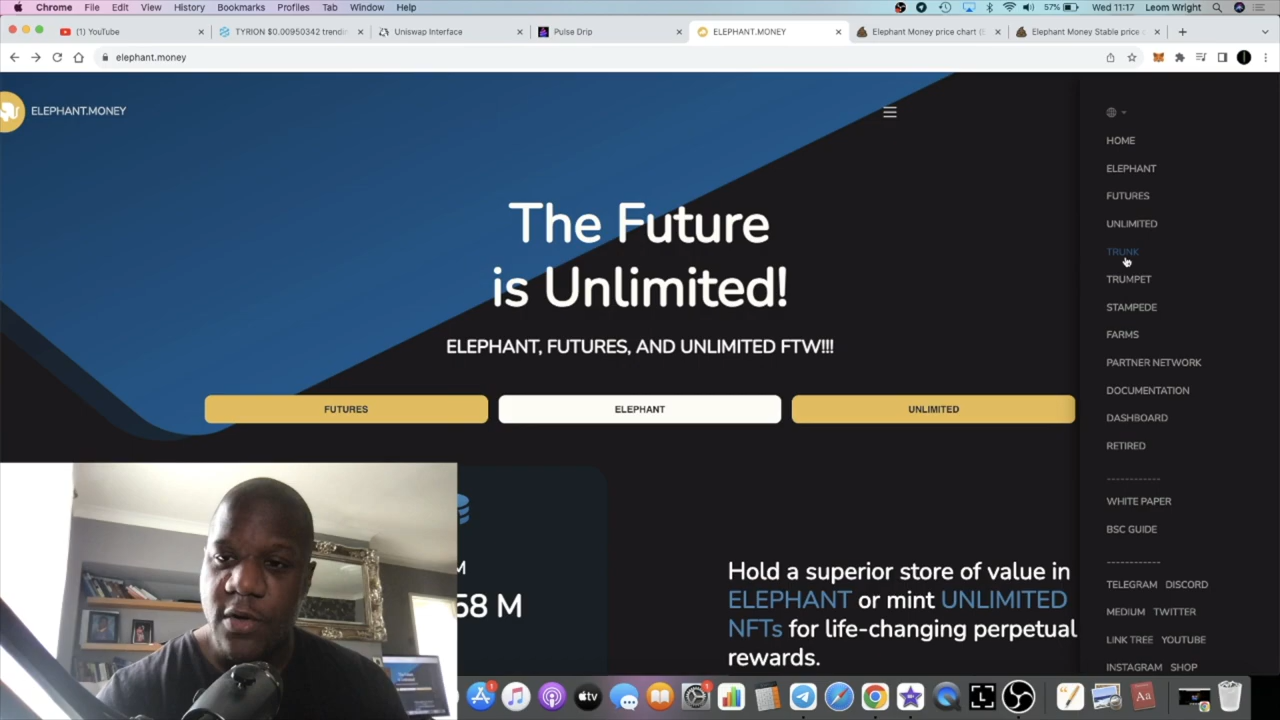 Chrome File Edit View History Bookmarks Profiles Tab Window Help 57% Wed 11:17 Leom Wright
(1) YouTube TYRION $0.00950342 trendin Uniswap Interface Pulse Drip ELEPHANT.MONEY Elephant Money price chart Elephant Money Stable price
elephant.money
ELEPHANT.MONEY
The Future
is Unlimited!
ELEPHANT, FUTURES, AND UNLIMITED FTW!!!
FUTURES ELEPHANT UNLIMITED
M
58 M
Hold a superior store of value in
ELEPHANT or mint UNLIMITED
NFTs for life-changing perpetual
rewards.
HOME
ELEPHANT
FUTURES
UNLIMITED
TRUNK
TRUMPET
STAMPEDE
FARMS
PARTNER NETWORK
DOCUMENTATION
DASHBOARD
RETIRED
------------
WHITE PAPER
BSC GUIDE
------------
TELEGRAM DISCORD
MEDIUM TWITTER
LINK TREE YOUTUBE
INSTAGRAM SHOP